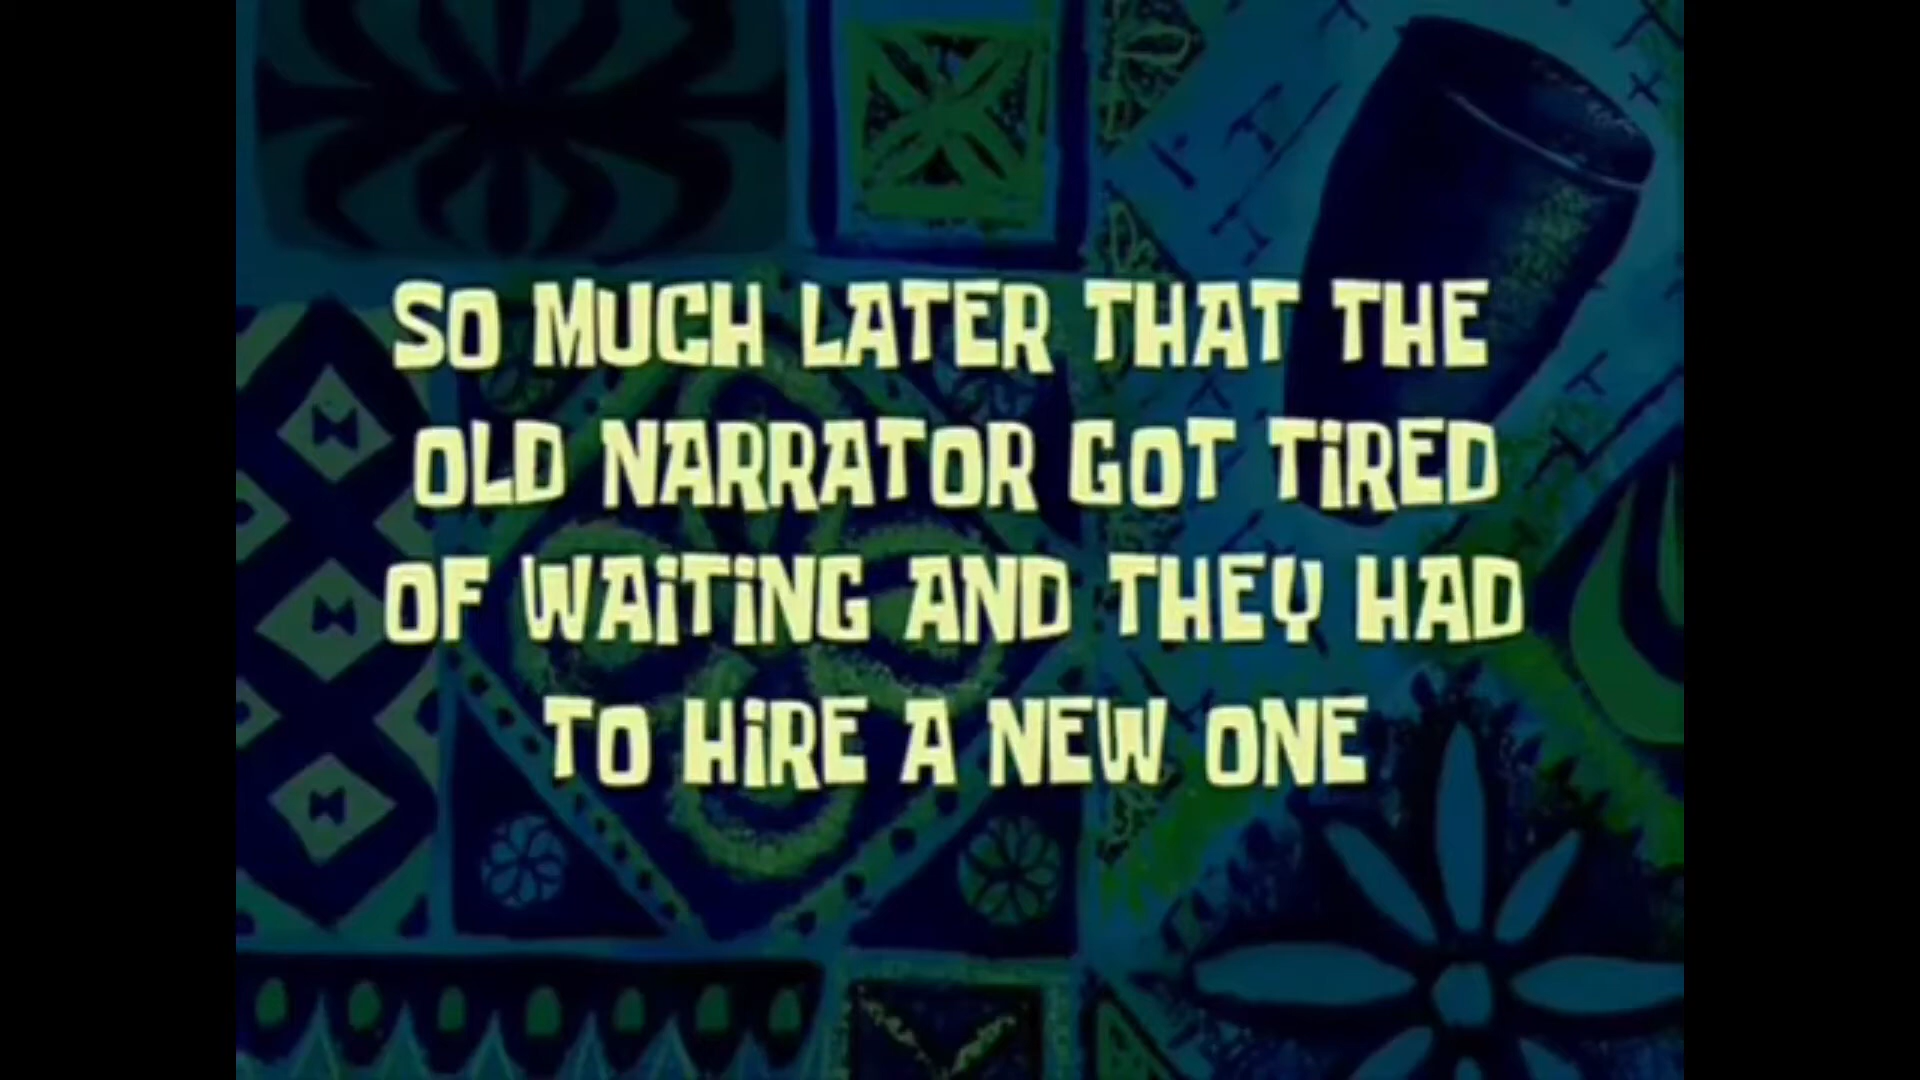 SO MUCH LATER THAT THE
OLD NARRATOR GOT TiRED
OF WAiTiNG AND THEY HAD
TO HiRE A NEW ONE